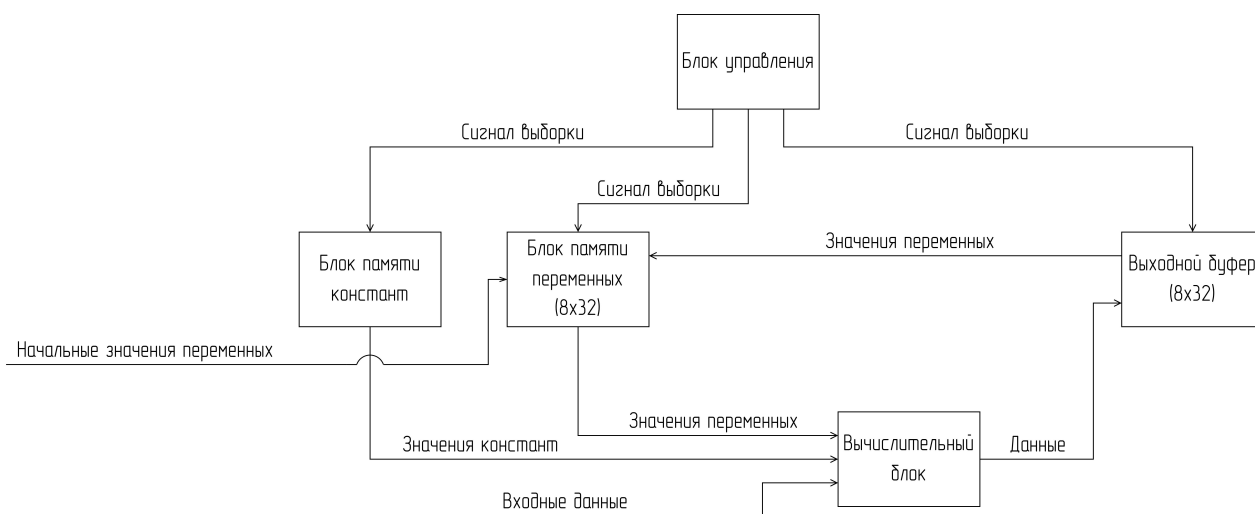 Блок управления
Сигнал выборки
Сигнал выборки
Сигнал выборки
Блок памяти
констант
Блок памяти
переменных
(8x32)
Значения переменных
Выходной буфер
(8x32)
Начальные значения переменных
Значения переменных
Значения констант
Вычислительный
блок
Данные
Входные данные